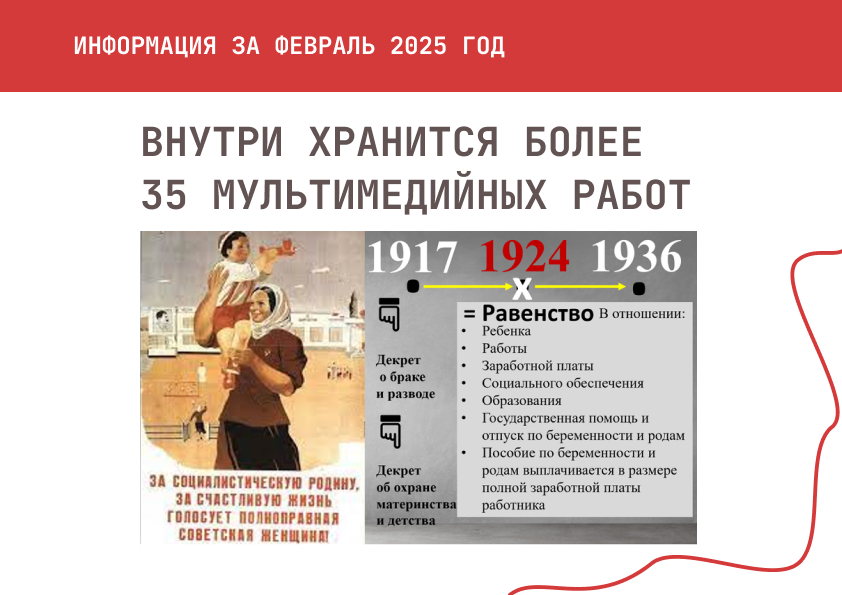 ИНФОРМАЦИЯ ЗА ФЕВРАЛЬ 2025 ГОД
ВНУТРИ ХРАНИТСЯ БОЛЕЕ
35 МУЛЬТИМЕДИЙНЫХ РАБОТ
ЗА СОЦИАЛИСТИЧЕСКУЮ РОДИНУ,
ЗА СЧАСТЛИВУЮ ЖИЗНЬ
ГОЛОСУЕТ ПОЛНОПРАВНАЯ
СОВЕТСКАЯ ЖЕНЩИНА!
1917 1924 1936
X
Декрет
о браке
и разводе
Декрет
об охране
материнства
и детства
= Равенство В отношении:
• Ребенка
• Работы
• Заработной платы
• Социального обеспечения
• Образования
• Государственная помощь и
отпуск по беременности и родам
• Пособие по беременности и
родам выплачивается в размере
полной заработной платы
работника